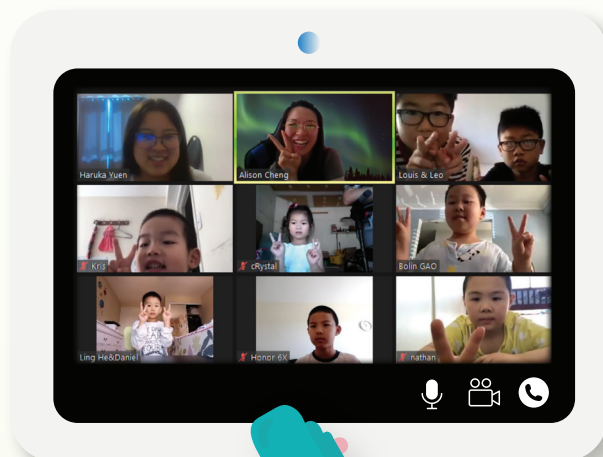 Haruka Yuen
Alison Cheng
Louis & Leo
Kris
cRystal
Bolin GAO
Ling He&Daniel
Honor 6X
nathan